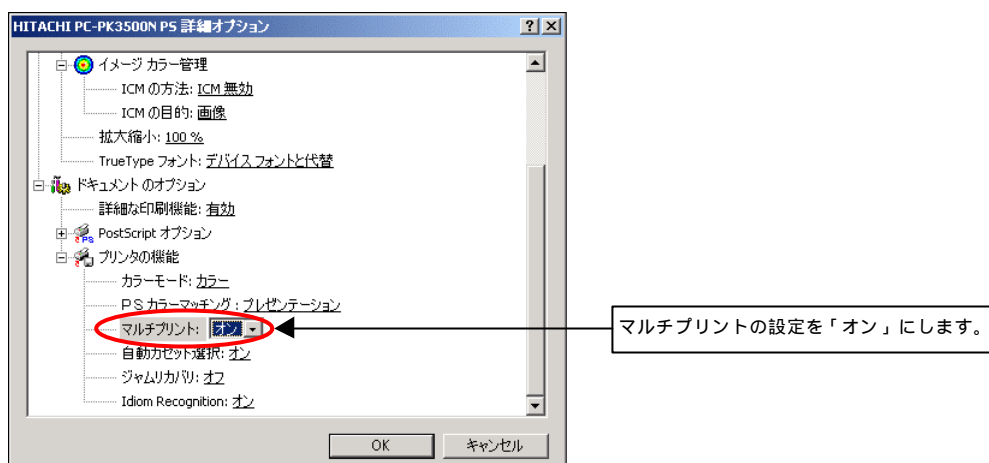 HITACHI PC-PK3500N PS 詳細オプション
イメージ カラー管理
ICM の方法: ICM 無効
ICM の目的: 画像
拡大縮小: 100 %
TrueType フォント: デバイス フォントと代替
ドキュメント のオプション
詳細な印刷機能: 有効
PostScript オプション
プリンタの機能
カラーモード: カラー
ＰＳ カラーマッチング : プレゼンテーション
マルチプリント: オン
マルチプリントの設定を「オン」にします。
自動カセット選択: オン
ジャムリカバリ: オフ
Idiom Recognition: オン
OK
キャンセル